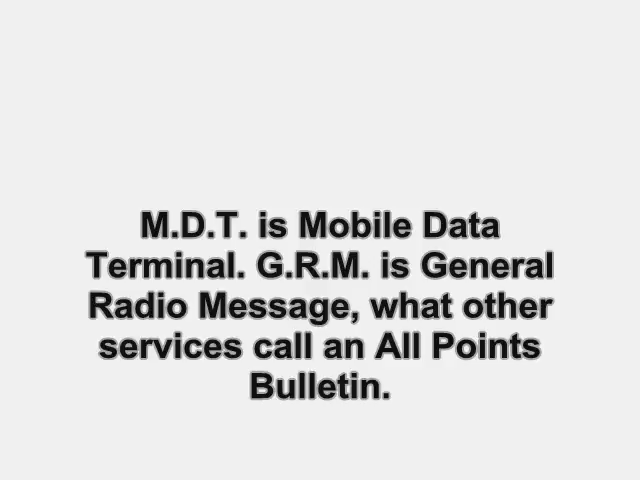 M.D.T. is Mobile Data
Terminal. G.R.M. is General
Radio Message, what other
services call an All Points
Bulletin.